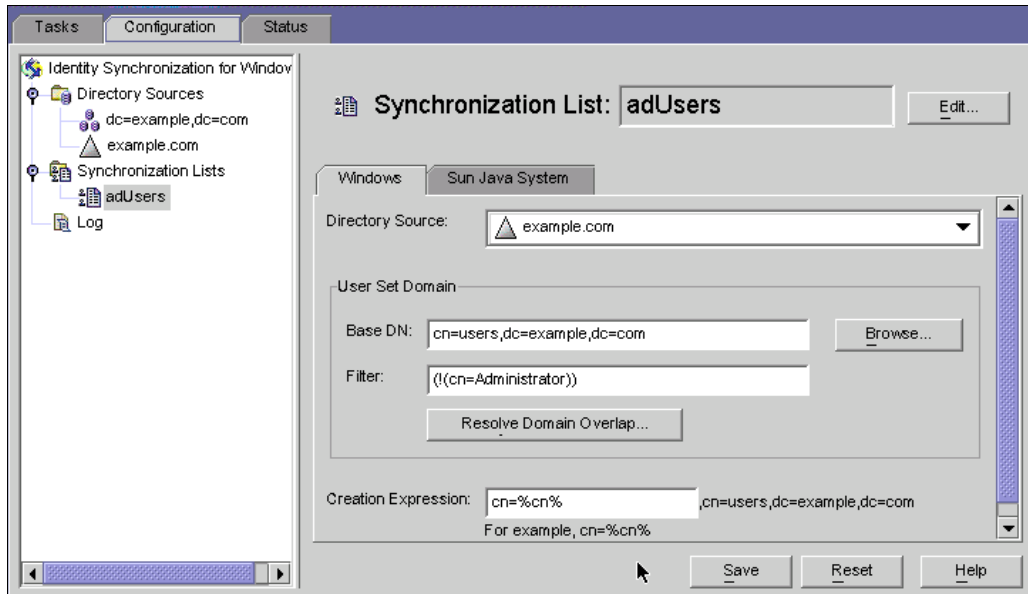 Tasks
Configuration
Status
Identity Synchronization for Window
Directory Sources
dc=example,dc=com
example.com
Synchronization Lists
adUsers
Log
Synchronization List:
adUsers
Edit...
Windows
Sun Java System
Directory Source:
example.com
User Set Domain
Base DN:
cn=users,dc=example,dc=com
Browse...
Filter:
(!(cn=Administrator))
Resolve Domain Overlap...
Creation Expression:
cn=%cn%
,cn=users,dc=example,dc=com
For example, cn=%cn%
Save
Reset
Help